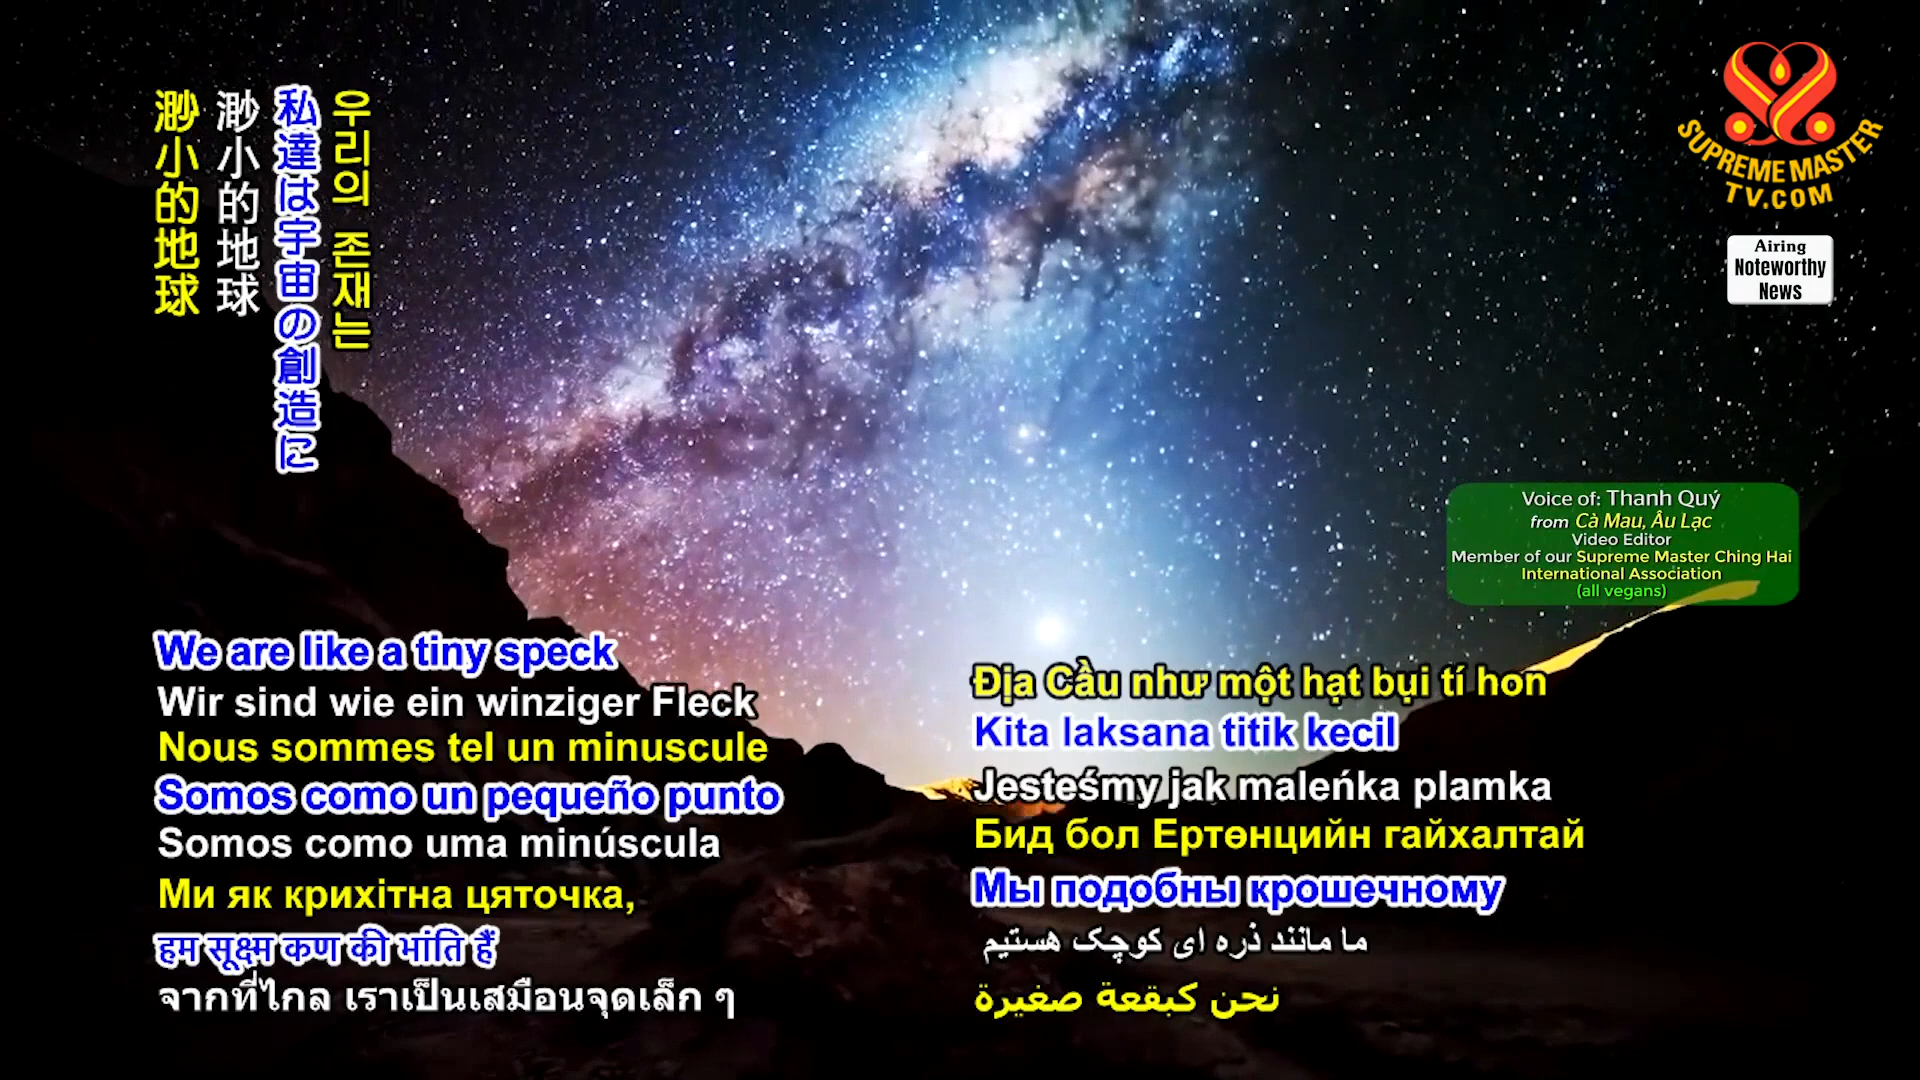 우리의 존재는
私達は宇宙の創造に
渺小的地球
渺小的地球
SUPREME MASTER
TV.COM
Airing
Noteworthy
News
Voice of: Thanh Quý
from Cà Mau, Âu Lạc
Video Editor
Member of our Supreme Master Ching Hai
International Association
(all vegans)
We are like a tiny speck
Wir sind wie ein winziger Fleck
Nous sommes tel un minuscule
Somos como un pequeño punto
Somos como uma minúscula
Ми як крихітна цяточка,
हम सूक्ष्म कण की भांति हैं
จากที่ไกล เราเป็นเสมือนจุดเล็ก ๆ
Địa Cầu như một hạt bụi tí hon
Kita laksana titik kecil
Jesteśmy jak maleńka plamka
Бид бол Ертөнцийн гайхалтай
Мы подобны крошечному
ما مانند ذره ای کوچک هستیم
نحن كبقعة صغيرة